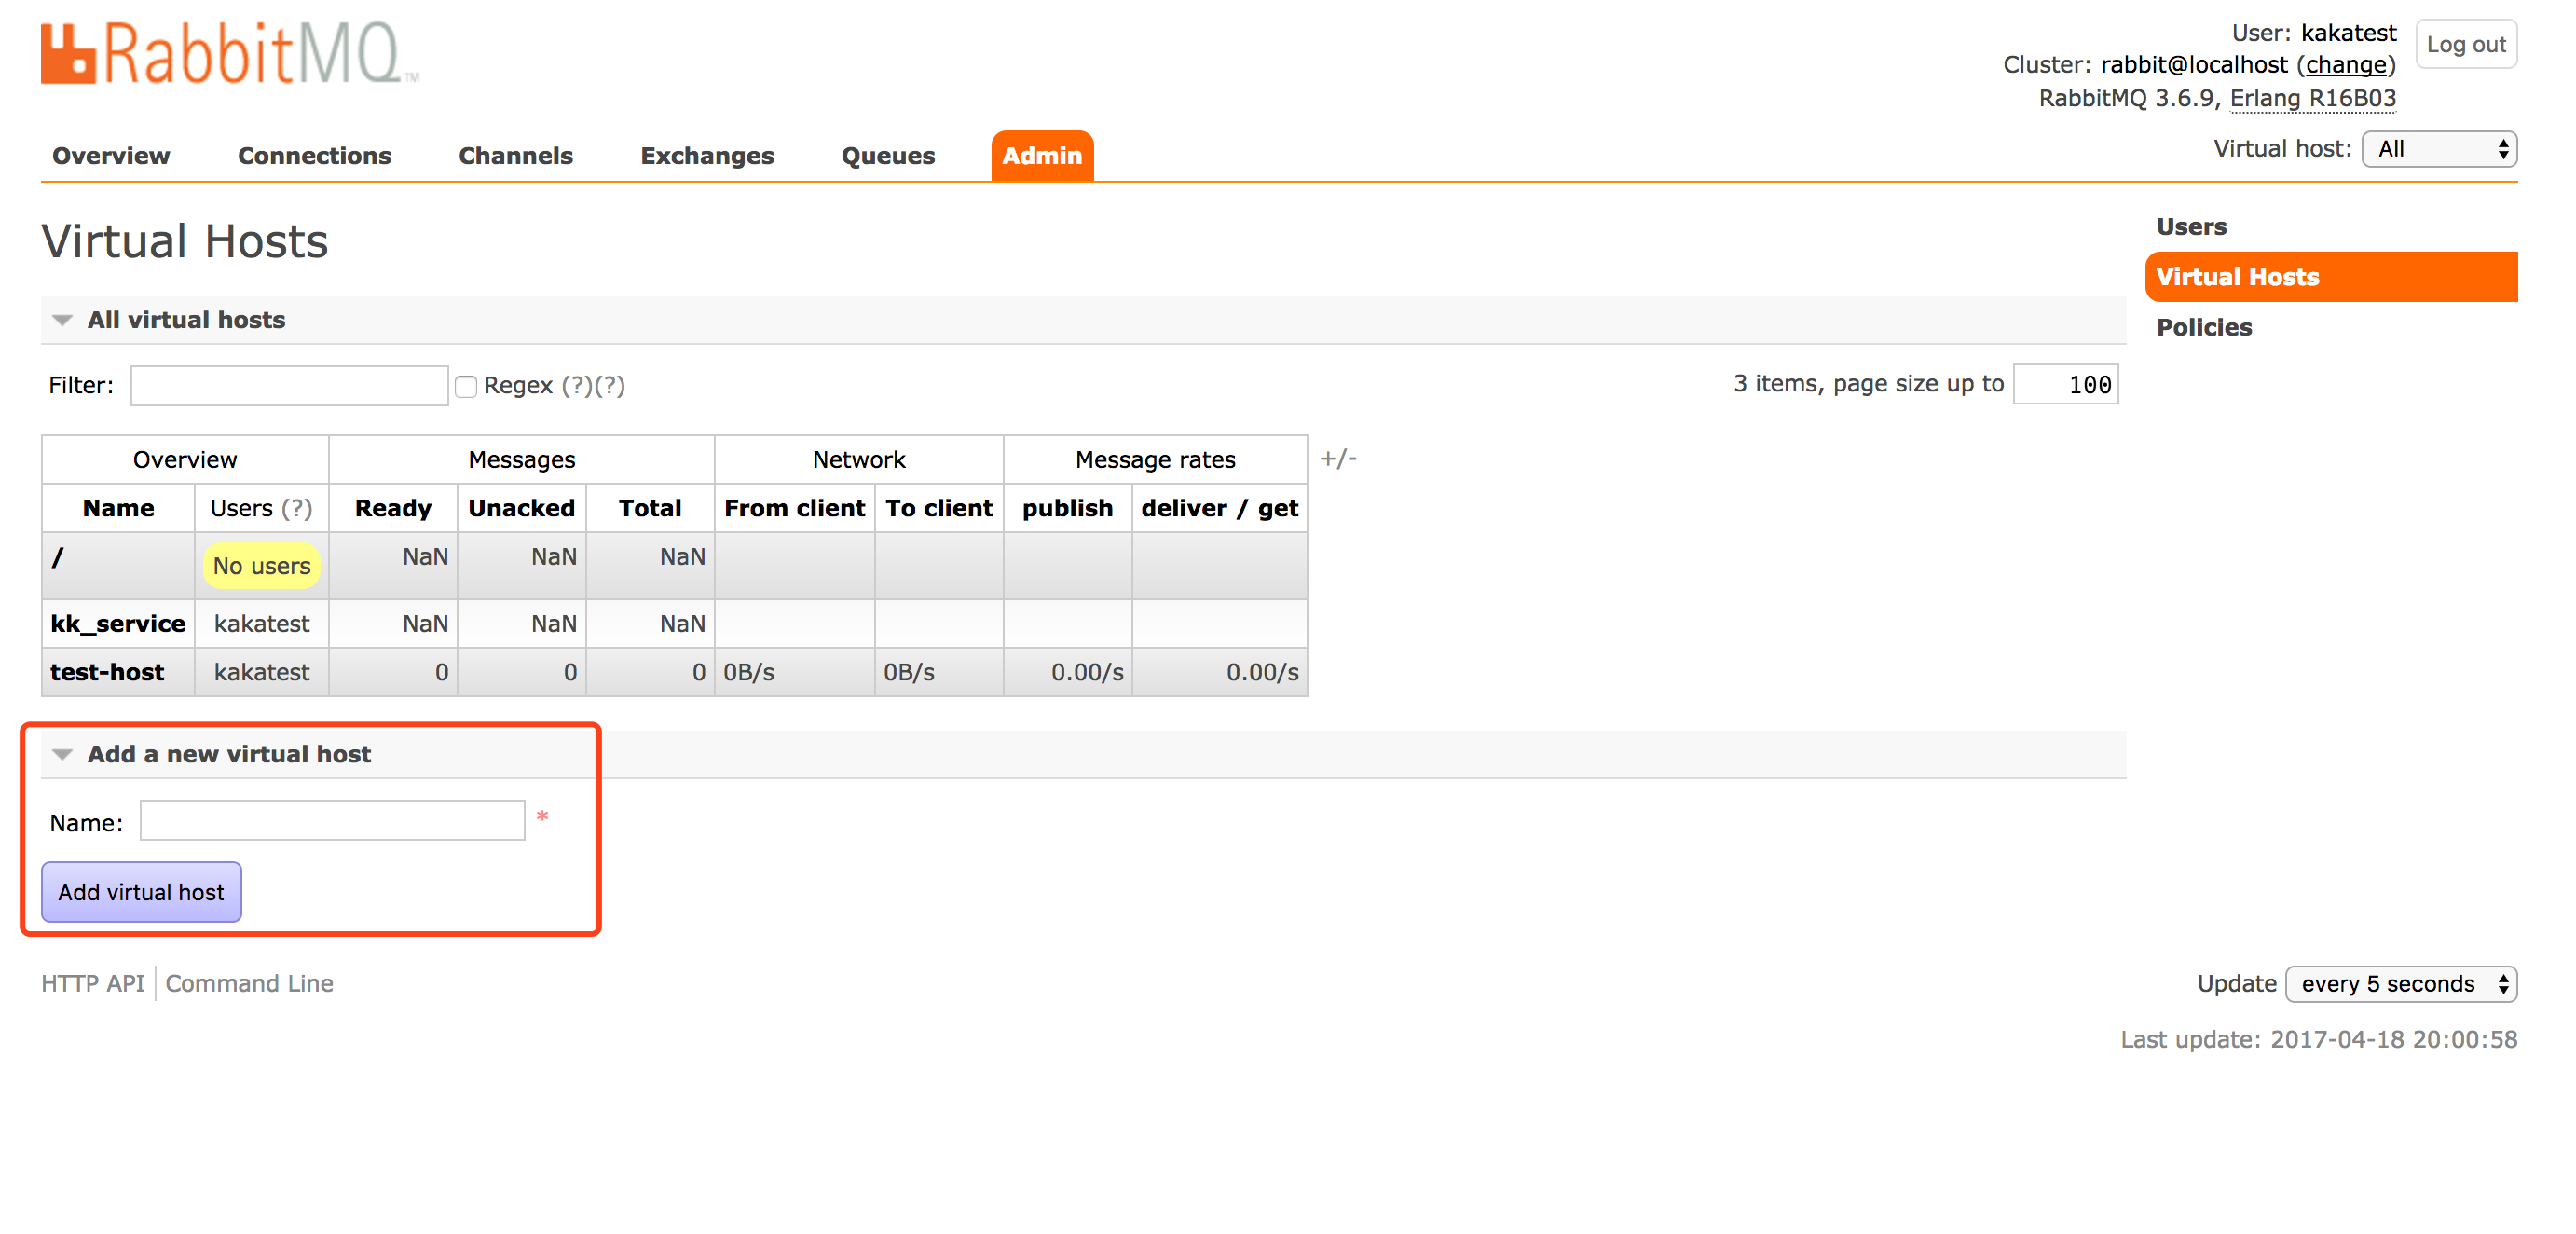 RabbitMQ TM
User: kakatest
Log out
Cluster: rabbit@localhost (change)
RabbitMQ 3.6.9, Erlang R16B03
Overview Connections Channels Exchanges Queues Admin
Virtual host: All
Virtual Hosts
Users
Virtual Hosts
Policies
All virtual hosts
Filter: Regex (?)(?) 3 items, page size up to 100
Overview Messages Network Message rates +/-
Name Users (?) Ready Unacked Total From client To client publish deliver / get
/ No users NaN NaN NaN
kk_service kakatest NaN NaN NaN
test-host kakatest 0 0 0 0B/s 0B/s 0.00/s 0.00/s
Add a new virtual host
Name: *
Add virtual host
HTTP API Command Line
Update every 5 seconds
Last update: 2017-04-18 20:00:58